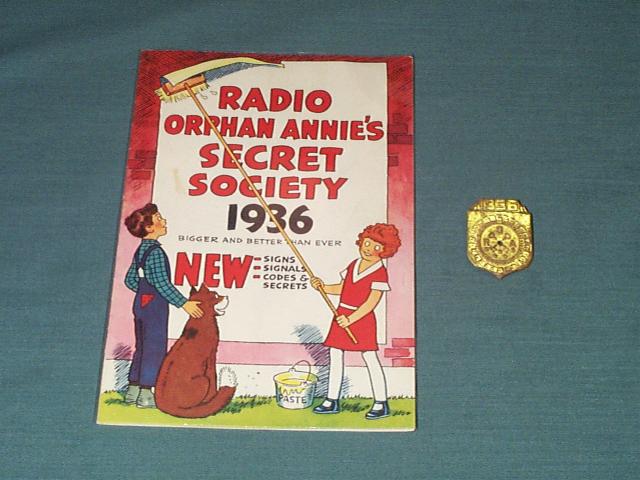 RADIO
ORPHAN ANNIE'S
SECRET
SOCIETY
1936
BIGGER AND BETTER THAN EVER
NEW - SIGNS
- SIGNALS
- CODES &
SECRETS
PASTE
1936